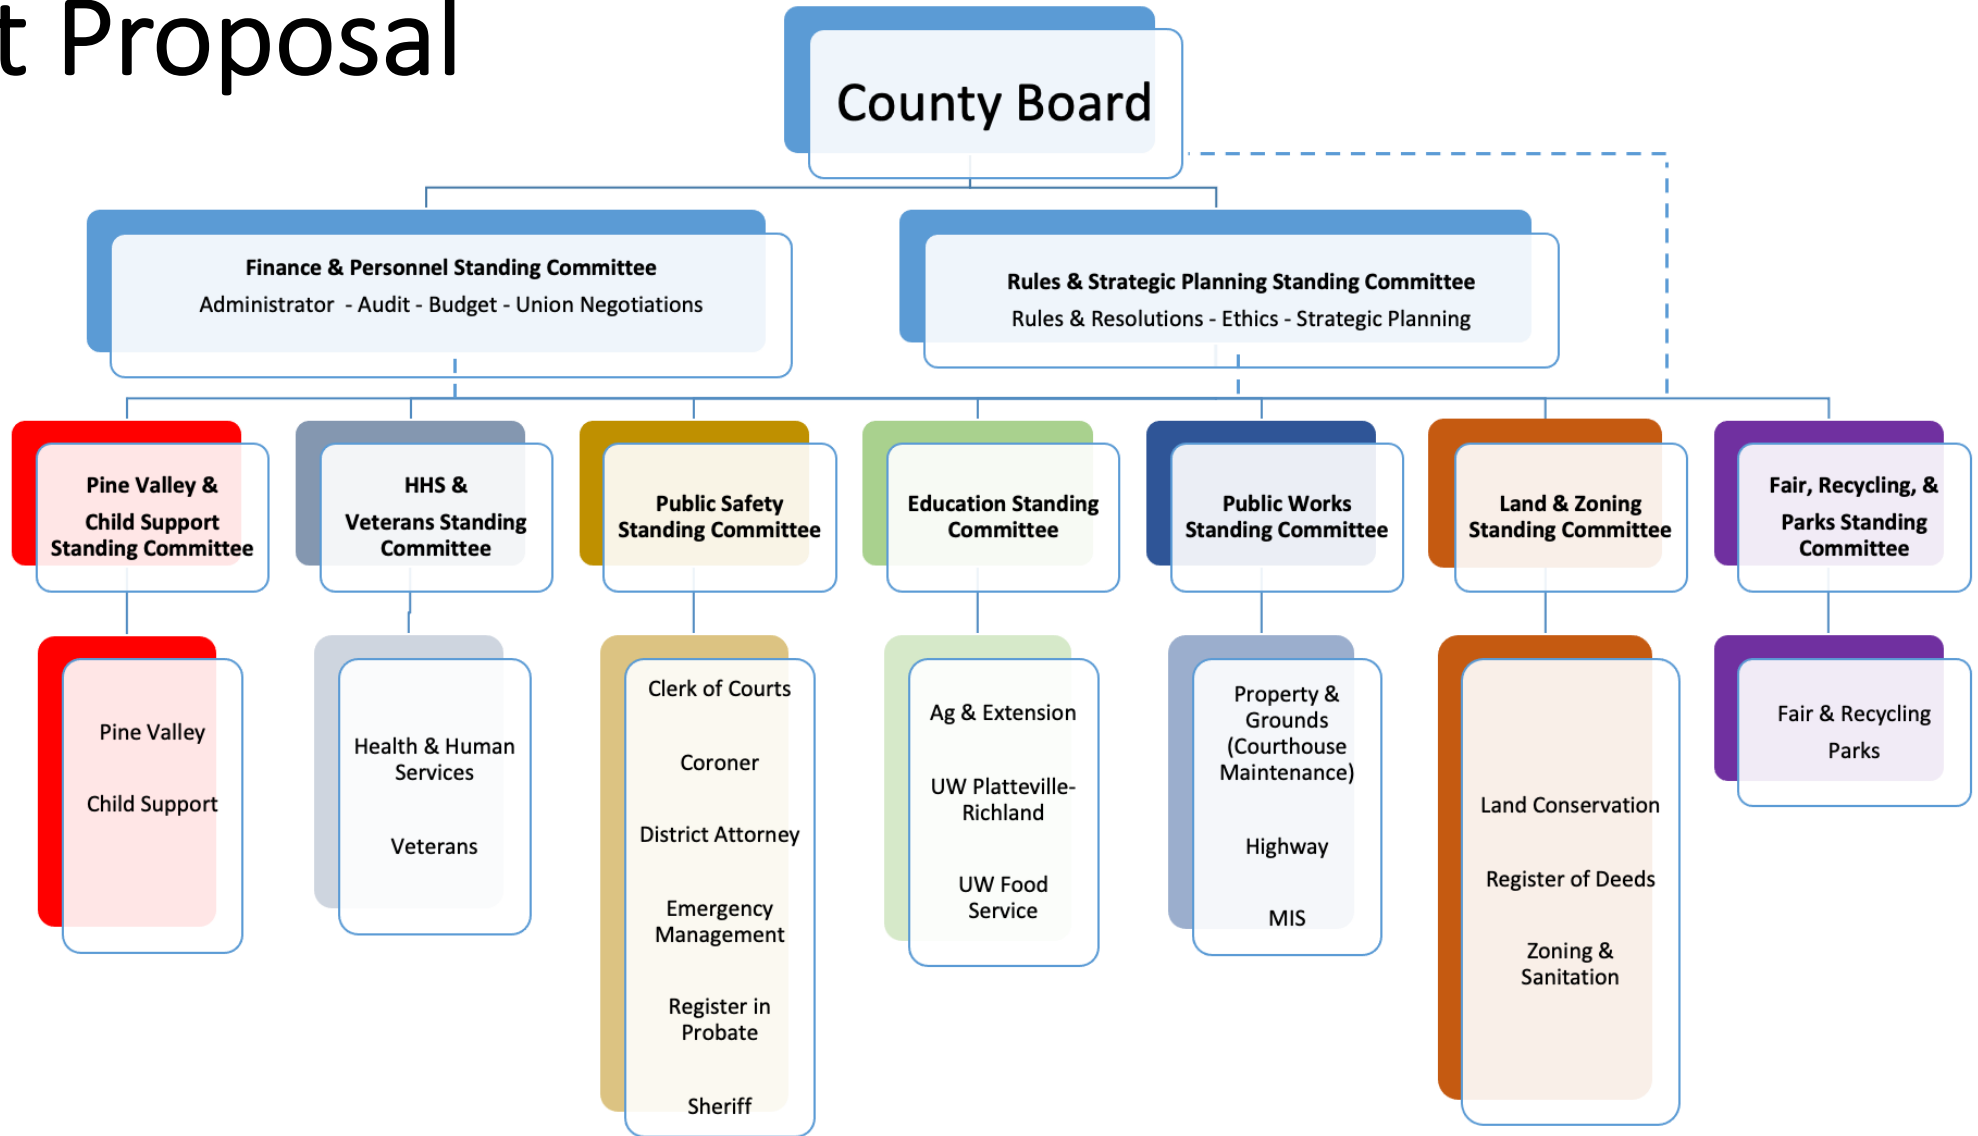 t Proposal
County Board
Finance & Personnel Standing Committee
Administrator - Audit - Budget - Union Negotiations
Rules & Strategic Planning Standing Committee
Rules & Resolutions - Ethics - Strategic Planning
Pine Valley &
Child Support
Standing Committee
HHS &
Veterans Standing
Committee
Public Safety
Standing Committee
Education Standing
Committee
Public Works
Standing Committee
Land & Zoning
Standing Committee
Fair, Recycling, &
Parks Standing
Committee
Pine Valley
Child Support
Health & Human
Services
Veterans
Clerk of Courts
Coroner
District Attorney
Emergency
Management
Register in
Probate
Sheriff
Ag & Extension
UW Platteville-
Richland
UW Food
Service
Property &
Grounds
(Courthouse
Maintenance)
Highway
MIS
Land Conservation
Register of Deeds
Zoning &
Sanitation
Fair & Recycling
Parks